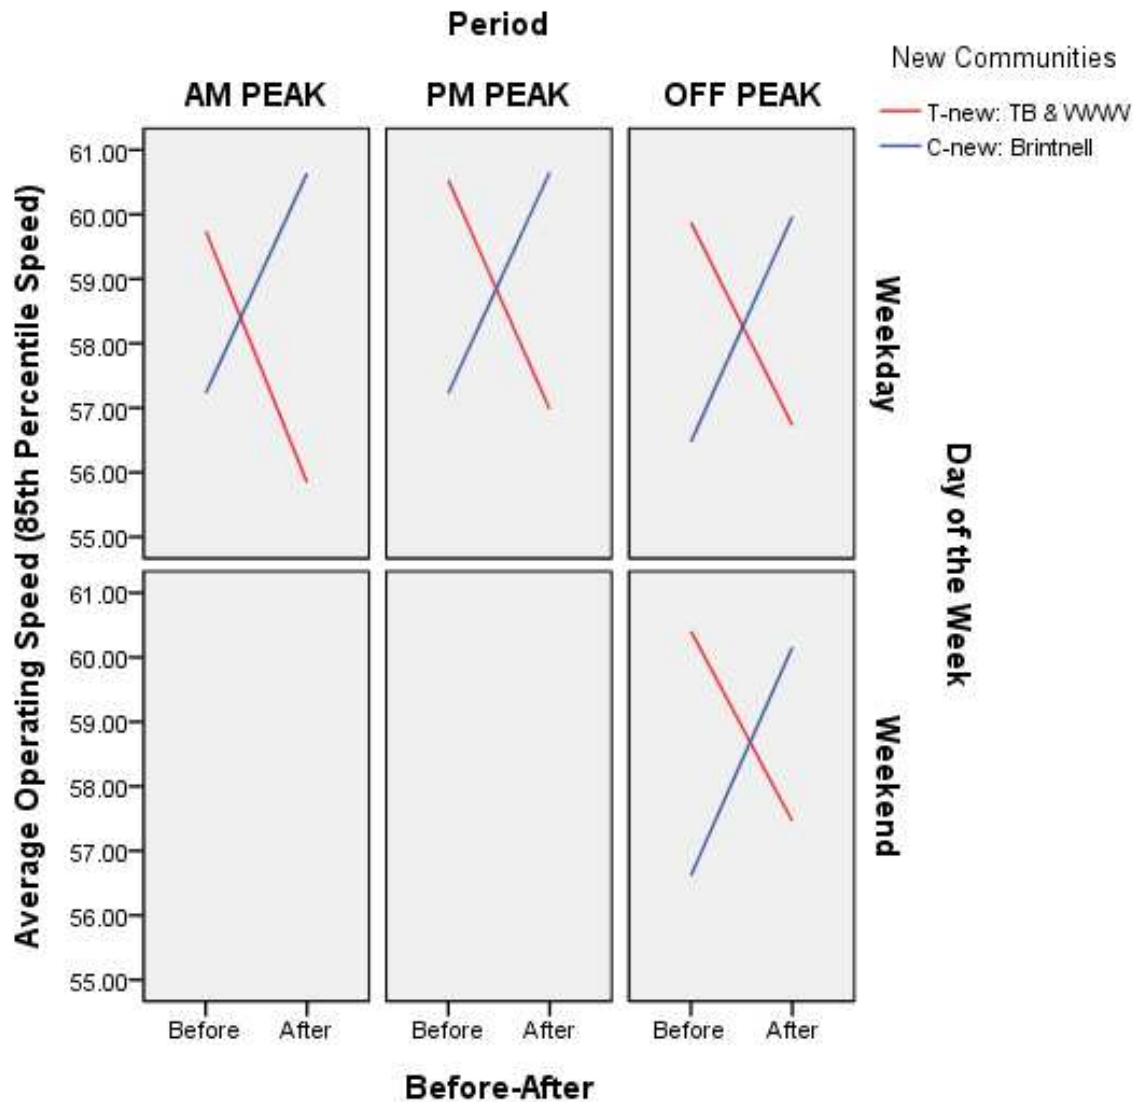 Period
New Communities
AM PEAK PM PEAK OFF PEAK
T-new: TB & WWW
C-new: Brintnell
Average Operating Speed (85th Percentile Speed)
61.00
60.00
59.00
58.00
57.00
56.00
55.00
Weekday
61.00
60.00
59.00
58.00
57.00
56.00
55.00
Weekend
Day of the Week
Before After Before After Before After
Before-After